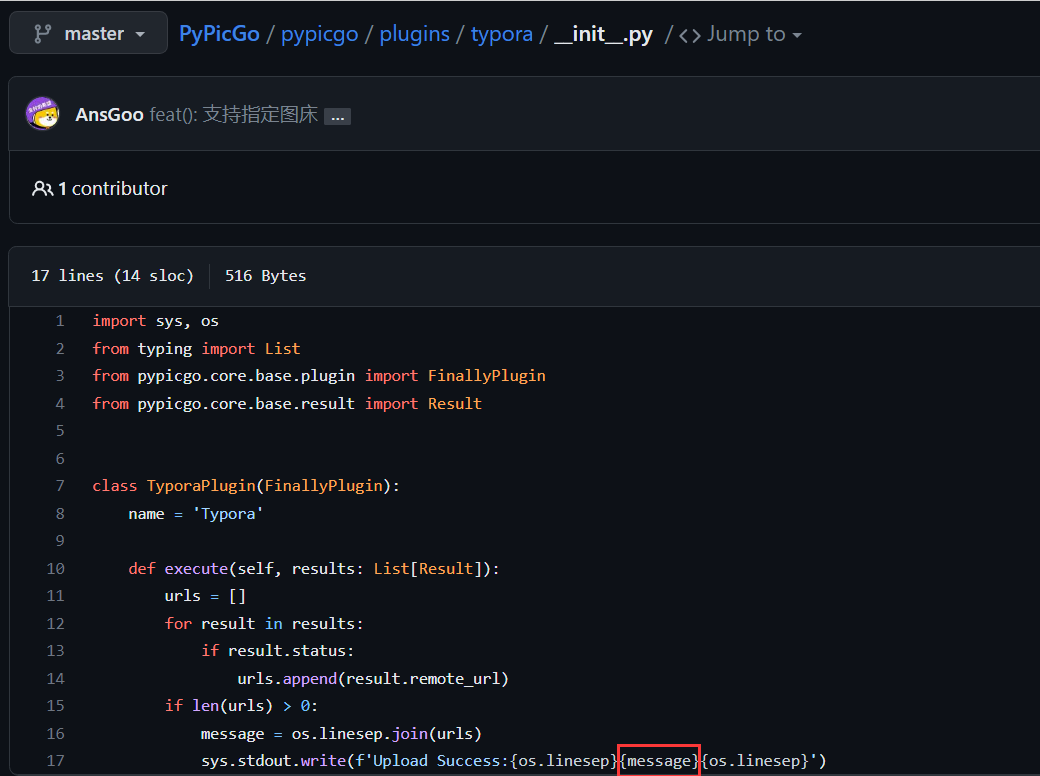 master PyPicGo / pypicgo / plugins / typora / __init__.py / <> Jump to
AnsGoo feat(): 支持指定图床 ...
1 contributor
17 lines (14 sloc) 516 Bytes
1 import sys, os
2 from typing import List
3 from pypicgo.core.base.plugin import FinallyPlugin
4 from pypicgo.core.base.result import Result
5
6
7 class TyporaPlugin(FinallyPlugin):
8 name = 'Typora'
9
10 def execute(self, results: List[Result]):
11 urls = []
12 for result in results:
13 if result.status:
14 urls.append(result.remote_url)
15 if len(urls) > 0:
16 message = os.linesep.join(urls)
17 sys.stdout.write(f'Upload Success:{os.linesep}{message}{os.linesep}')